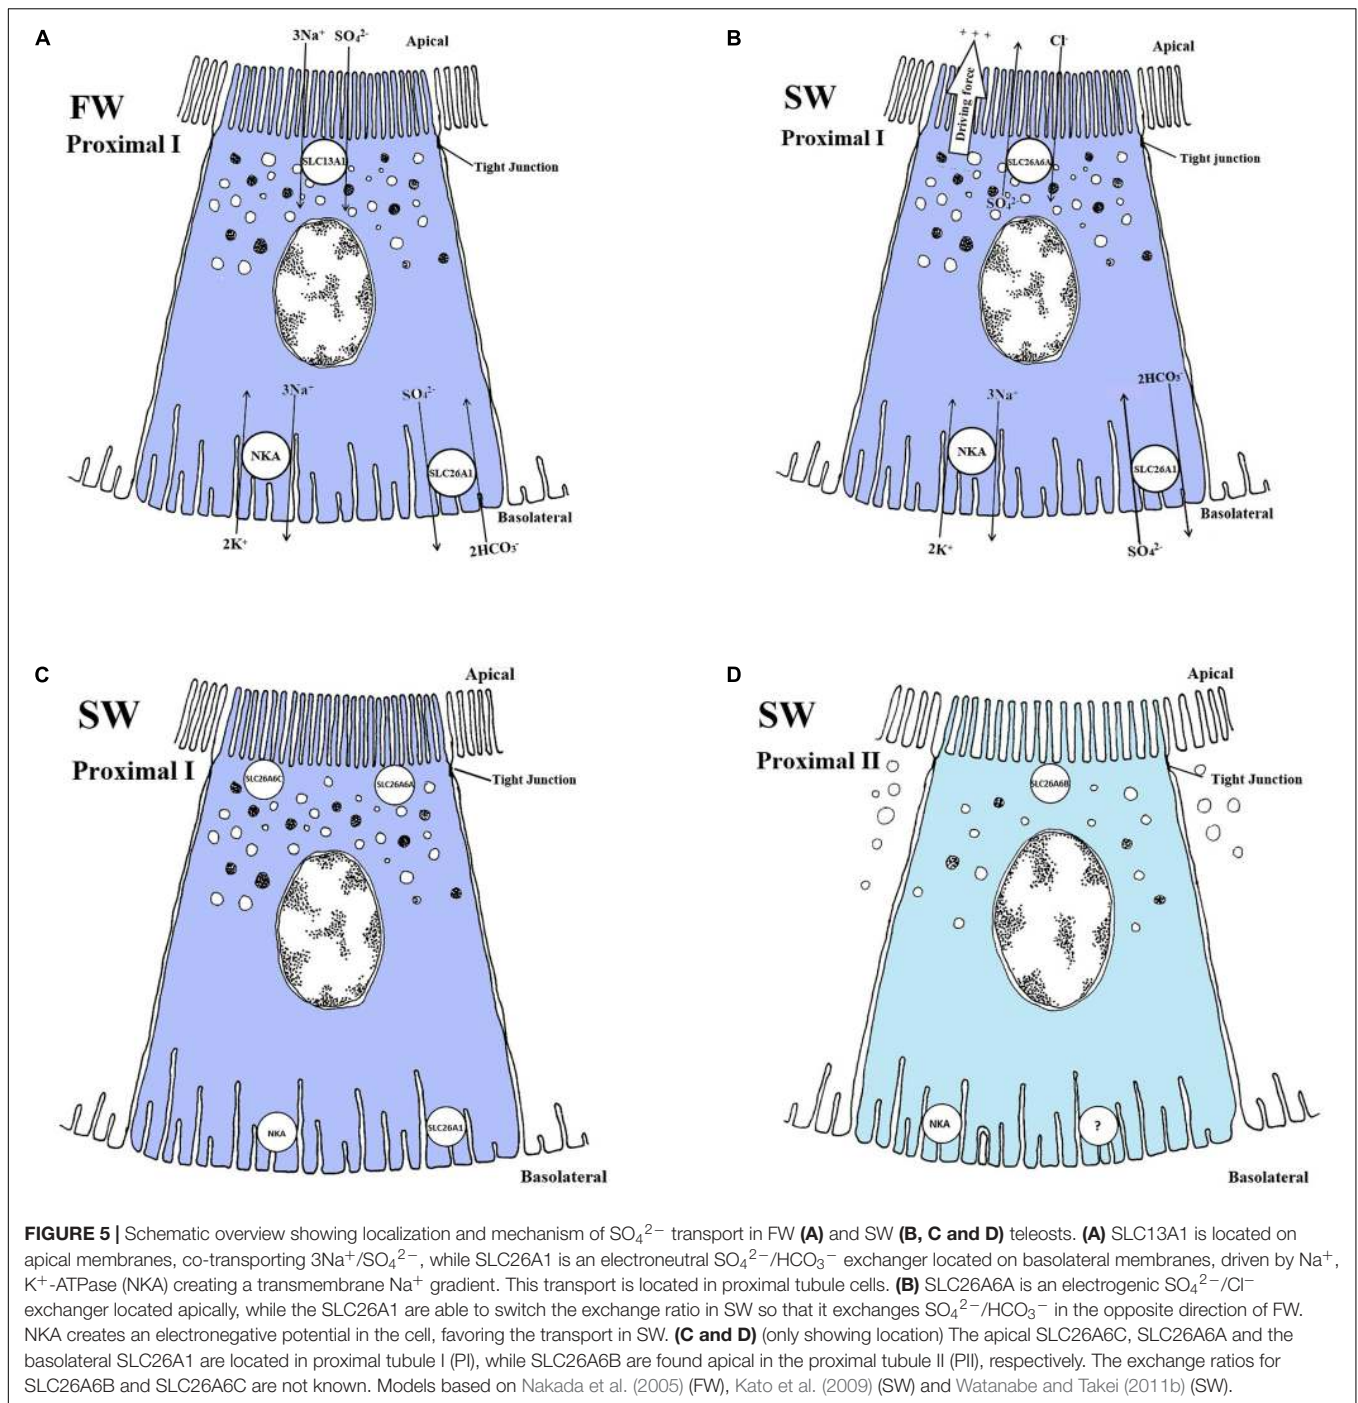 A
3Na⁺ SO₄²⁻
Apical
FW
Proximal I
SLC13A1
Tight Junction
3Na⁺
SO₄²⁻
NKA
SLC26A1
Basolateral
2K⁺
2HCO₃⁻
B
+ + +
Cl⁻
Apical
SW
Proximal I
Driving force
SLC26A6A
Tight junction
SO₄²⁻
2HCO₃⁻
3Na⁺
NKA
SLC26A1
Basolateral
2K⁺
SO₄²⁻
C
Apical
SW
Proximal I
SLC26A6C
SLC26A6A
Tight Junction
NKA
SLC26A1
Basolateral
D
Apical
SW
Proximal II
SLC26A6B
Tight Junction
NKA
?
Basolateral
FIGURE 5 | Schematic overview showing localization and mechanism of SO₄²⁻ transport in FW (A) and SW (B, C and D) teleosts. (A) SLC13A1 is located on
apical membranes, co-transporting 3Na⁺/SO₄²⁻, while SLC26A1 is an electroneutral SO₄²⁻/HCO₃⁻ exchanger located on basolateral membranes, driven by Na⁺,
K⁺-ATPase (NKA) creating a transmembrane Na⁺ gradient. This transport is located in proximal tubule cells. (B) SLC26A6A is an electrogenic SO₄²⁻/Cl⁻
exchanger located apically, while the SLC26A1 are able to switch the exchange ratio in SW so that it exchanges SO₄²⁻/HCO₃⁻ in the opposite direction of FW.
NKA creates an electronegative potential in the cell, favoring the transport in SW. (C and D) (only showing location) The apical SLC26A6C, SLC26A6A and the
basolateral SLC26A1 are located in proximal tubule I (PI), while SLC26A6B are found apical in the proximal tubule II (PII), respectively. The exchange ratios for
SLC26A6B and SLC26A6C are not known. Models based on Nakada et al. (2005) (FW), Kato et al. (2009) (SW) and Watanabe and Takei (2011b) (SW).